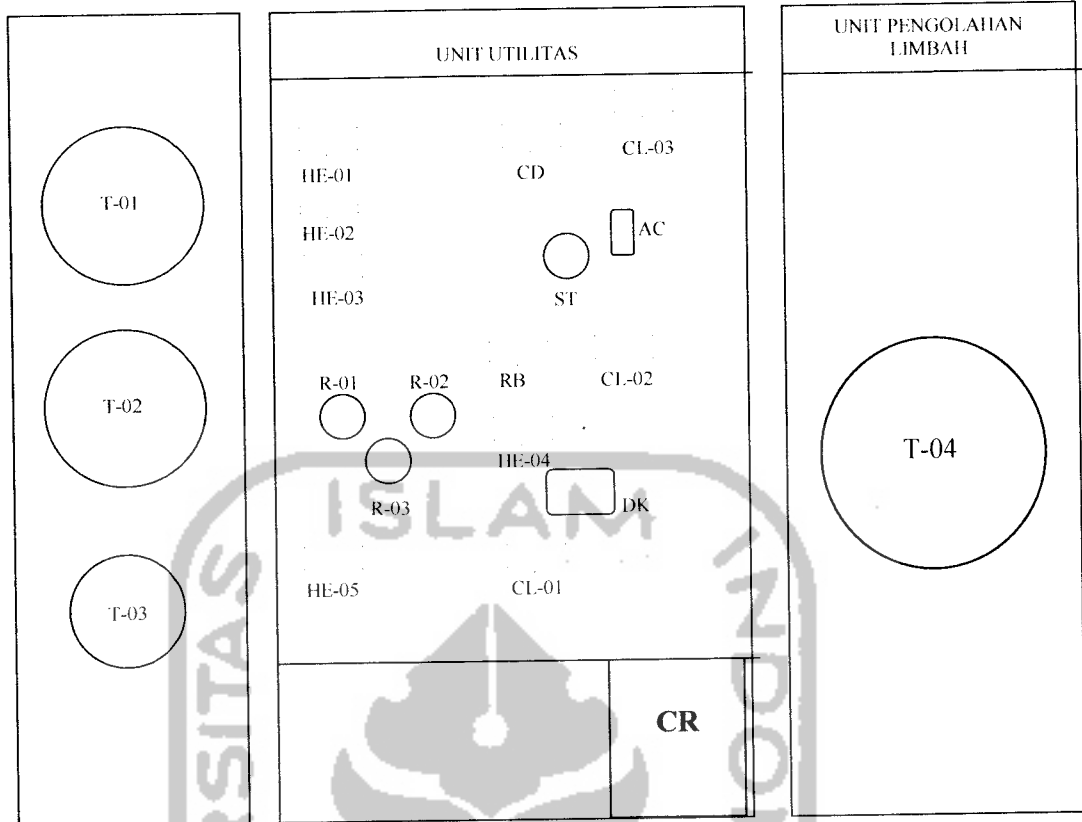 UNIT UTILITAS
UNIT PENGOLAHAN
LIMBAH
T-01
T-02
T-03
HE-01
CD
CL-03
HE-02
AC
HE-03
ST
R-01
R-02
RB
CL-02
HE-04
R-03
DK
HE-05
CL-01
CR
T-04
ISLAM